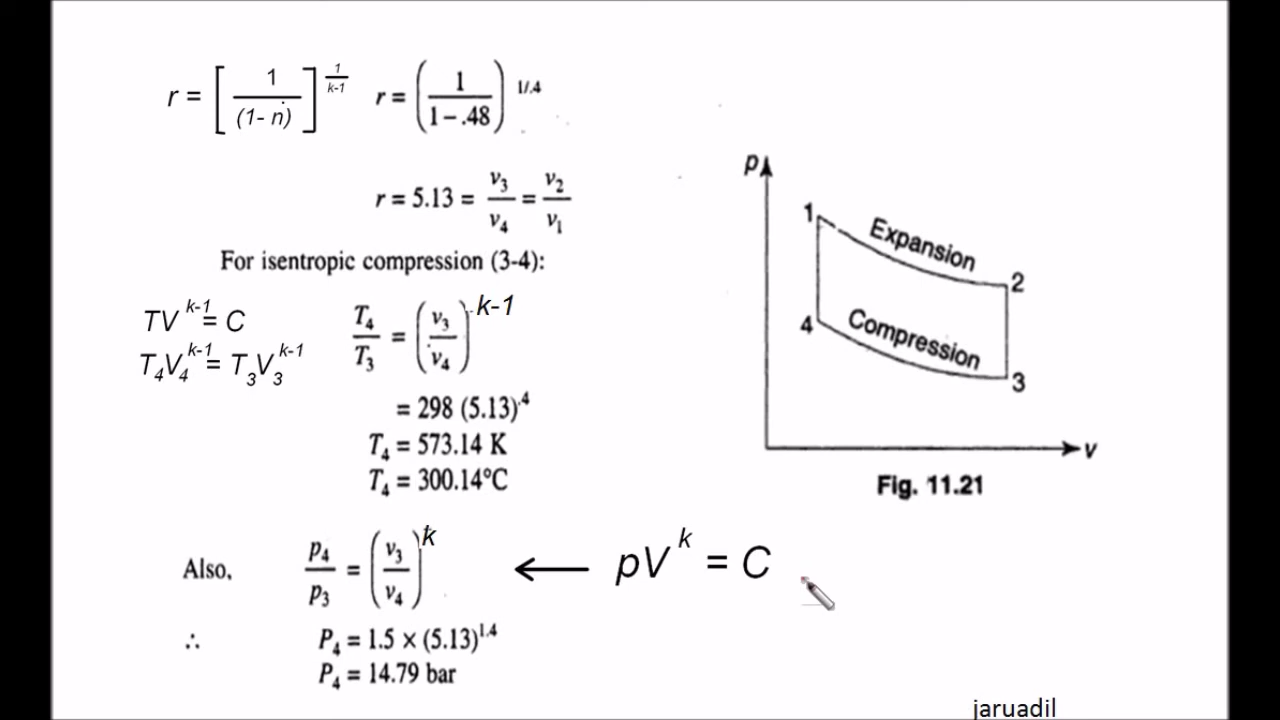 r = [1/(1- n)]^(1/(k-1)) r = (1/(1 – .48))^(1/.4)
r = 5.13 = v₃/v₄ = v₂/v₁
For isentropic compression (3-4):
TV^(k-1) = C
T₄V₄^(k-1) = T₃V₃^(k-1)
T₄/T₃ = (v₃/v₄)^(k-1)
= 298 (5.13)^.4
T₄ = 573.14 K
T₄ = 300.14°C
Also, p₄/p₃ = (v₃/v₄)^k ← pV^k = C
∴ P₄ = 1.5 × (5.13)^1.4
P₄ = 14.79 bar
p
1
Expansion
2
4
Compression
3
v
Fig. 11.21
jaruadil